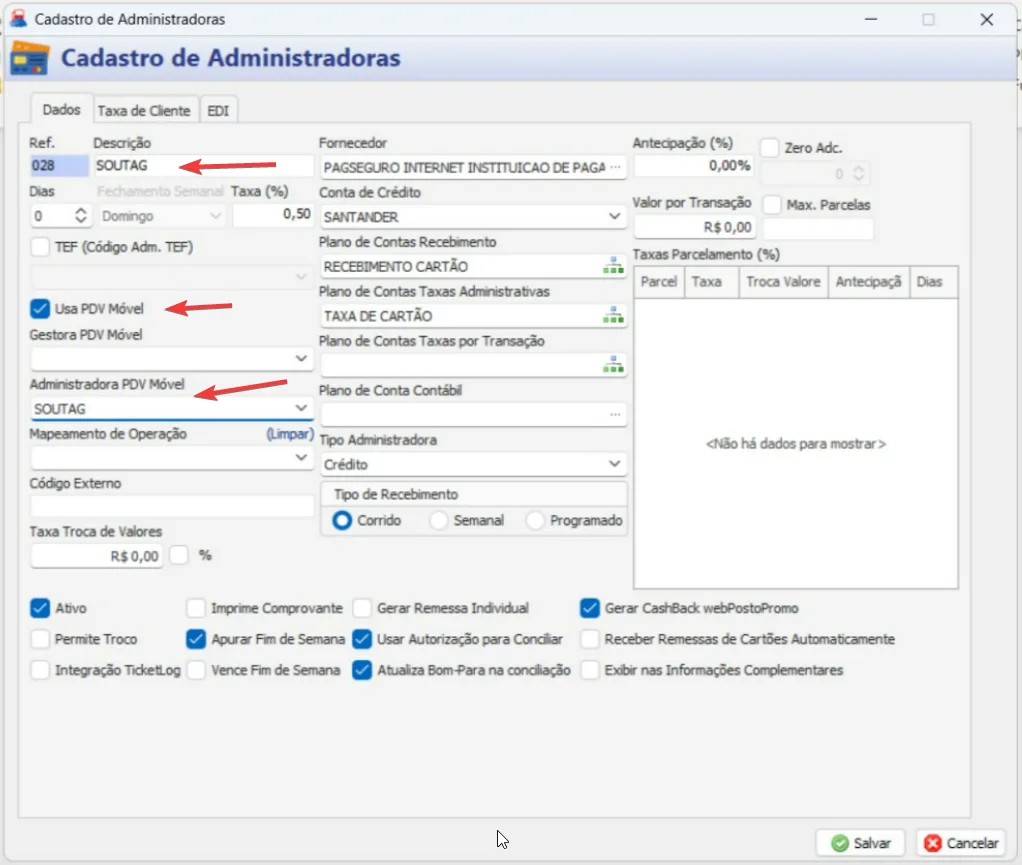 Cadastro de Administradoras
Cadastro de Administradoras
Dados Taxa de Cliente EDI
Ref. Descrição
028 SOUTAG
Dias Fechamento Semanal Taxa (%)
0 Domingo 0,50
TEF (Código Adm. TEF)
Usa PDV Móvel
Gestora PDV Móvel
Administradora PDV Móvel
SOUTAG
Mapeamento de Operação (Limpar)
Código Externo
Taxa Troca de Valores
R$ 0,00 %
Fornecedor
PAGSEGURO INTERNET INSTITUICAO DE PAGA ...
Conta de Crédito
SANTANDER
Plano de Contas Recebimento
RECEBIMENTO CARTÃO
Plano de Contas Taxas Administrativas
TAXA DE CARTÃO
Plano de Contas Taxas por Transação
Plano de Conta Contábil
...
Tipo Administradora
Crédito
Tipo de Recebimento
Corrido Semanal Programado
Antecipação (%) Zero Adc.
0,00% 0
Valor por Transação Max. Parcelas
R$ 0,00
Taxas Parcelamento (%)
Parcel Taxa Troca Valore Antecipaçã Dias
<Não há dados para mostrar>
Ativo Imprime Comprovante Gerar Remessa Individual Gerar CashBack webPostoPromo
Permite Troco Apurar Fim de Semana Usar Autorização para Conciliar Receber Remessas de Cartões Automaticamente
Integração TicketLog Vence Fim de Semana Atualiza Bom-Para na conciliação Exibir nas Informações Complementares
Salvar Cancelar